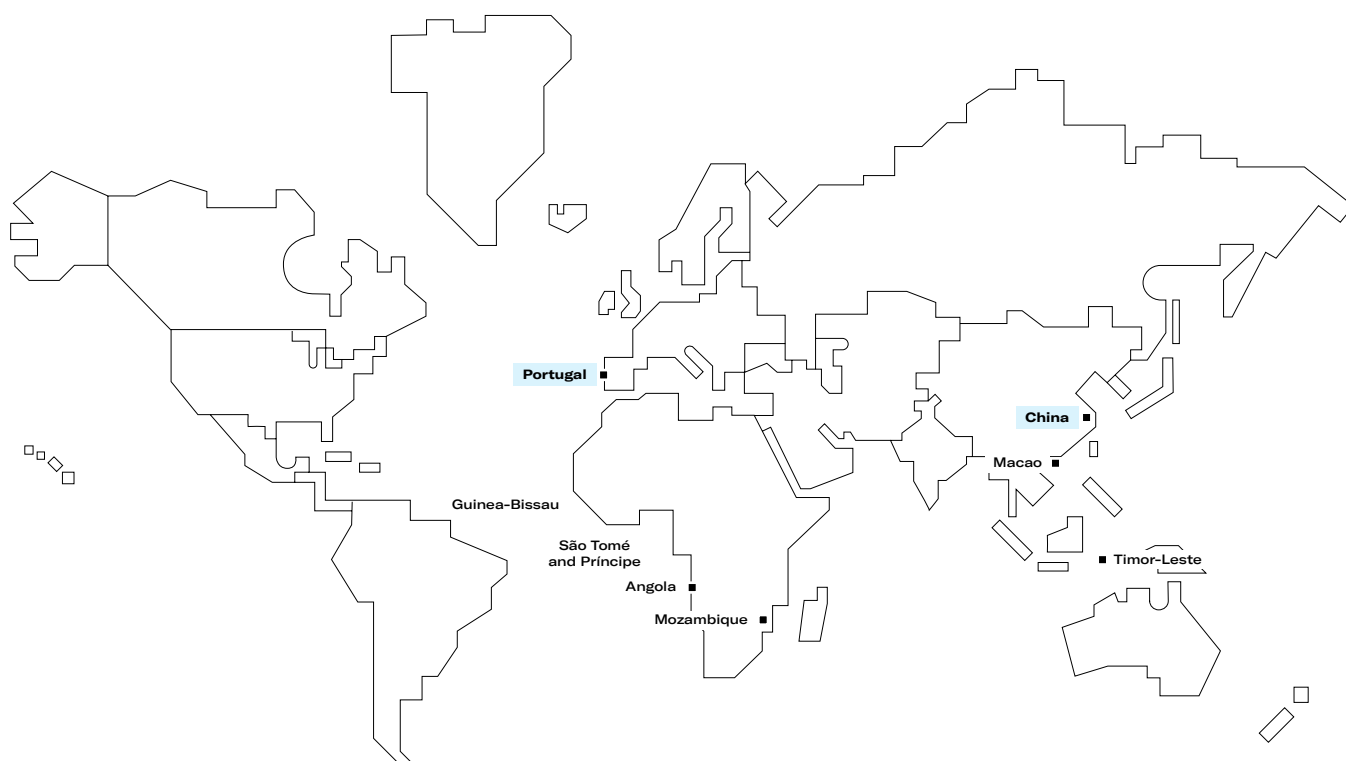 Portugal
China
Macao
Guinea-Bissau
São Tomé
and Príncipe
Timor-Leste
Angola
Mozambique